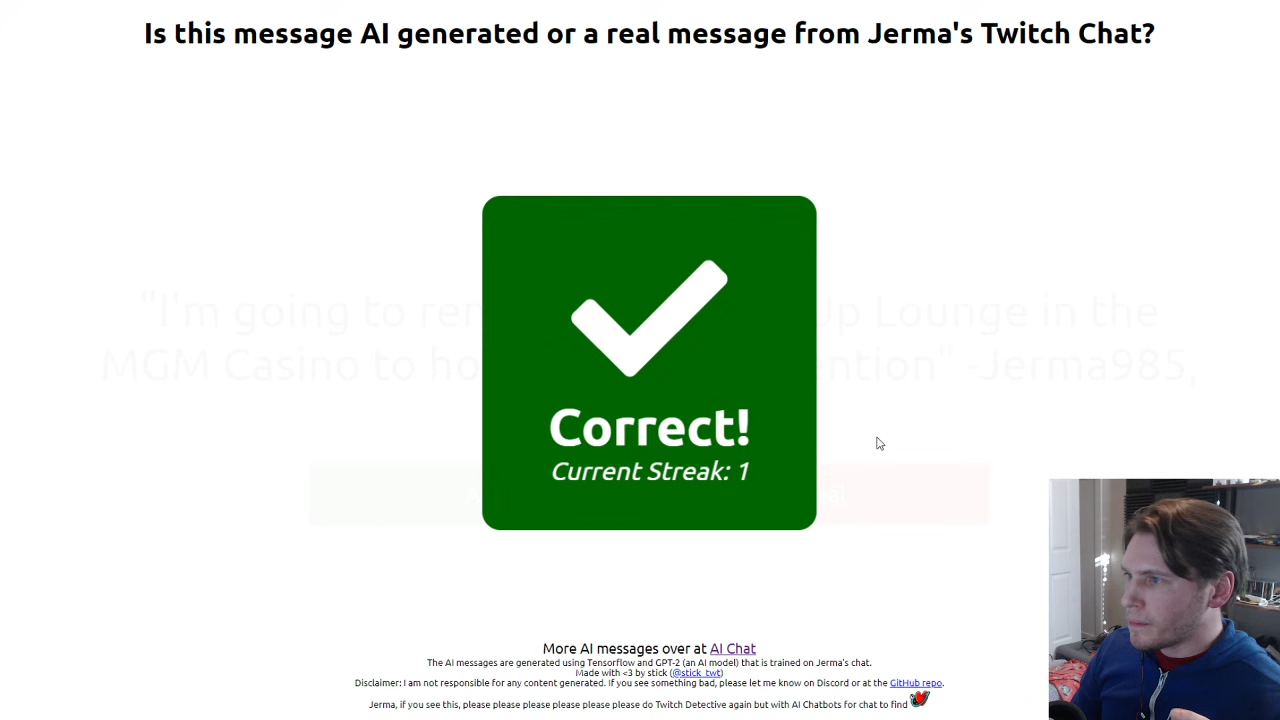 Is this message AI generated or a real message from Jerma's Twitch Chat?
"I'm going to ren Up Lounge in the
MGM Casino to ho ention" -Jerma985,
Correct!
Current Streak: 1
More AI messages over at AI Chat
The AI messages are generated using Tensorflow and GPT-2 (an AI model) that is trained on Jerma's chat.
Made with <3 by stick (@stick_twt)
Disclaimer: I am not responsible for any content generated. If you see something bad, please let me know on Discord or at the GitHub repo.
Jerma, if you see this, please please please please please please do Twitch Detective again but with AI Chatbots for chat to find